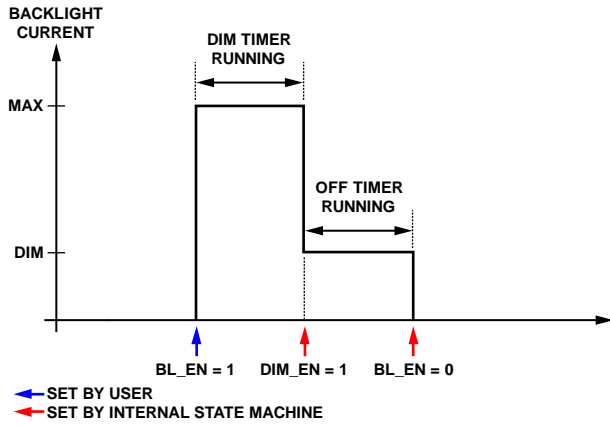 BACKLIGHT
CURRENT
DIM TIMER
RUNNING
MAX
OFF TIMER
RUNNING
DIM
BL_EN = 1
DIM_EN = 1
BL_EN = 0
SET BY USER
SET BY INTERNAL STATE MACHINE